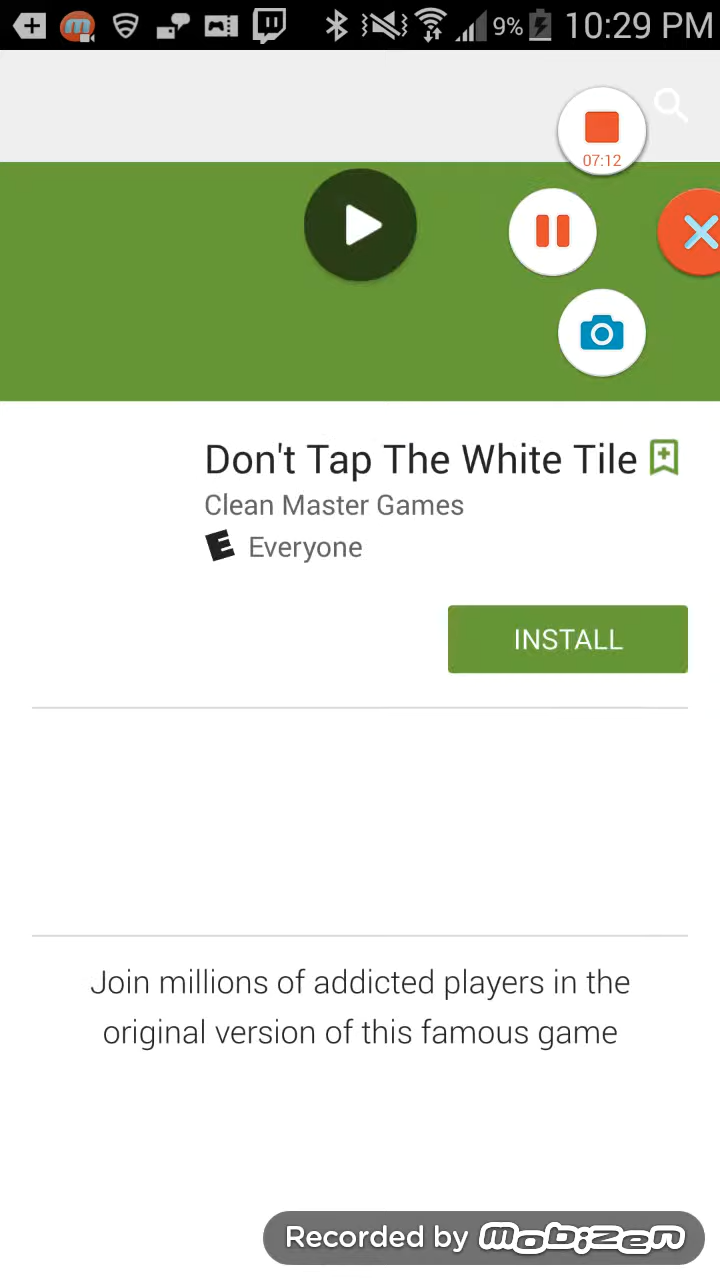 9% 10:29 PM
07:12
Don't Tap The White Tile
Clean Master Games
E Everyone
INSTALL
Join millions of addicted players in the
original version of this famous game
Recorded by mobizen